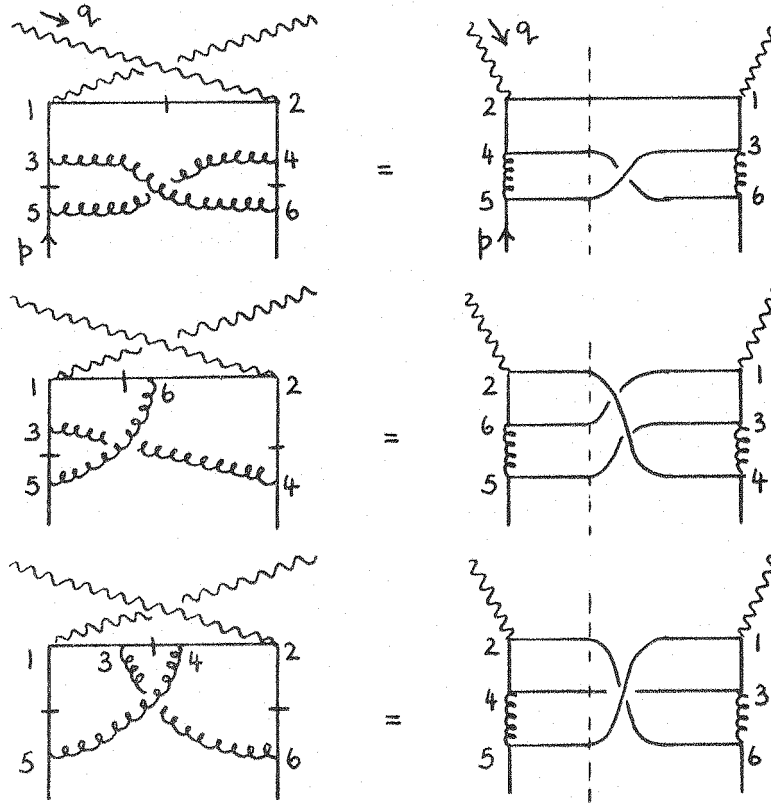 q q
1 2 2 1
3 4 = 4 3
5 6 5 6
p p
1 6 2 2 1
3 = 6 3
5 4 5 4
1 3 4 2 2 1
= 4 3
5 6 5 6